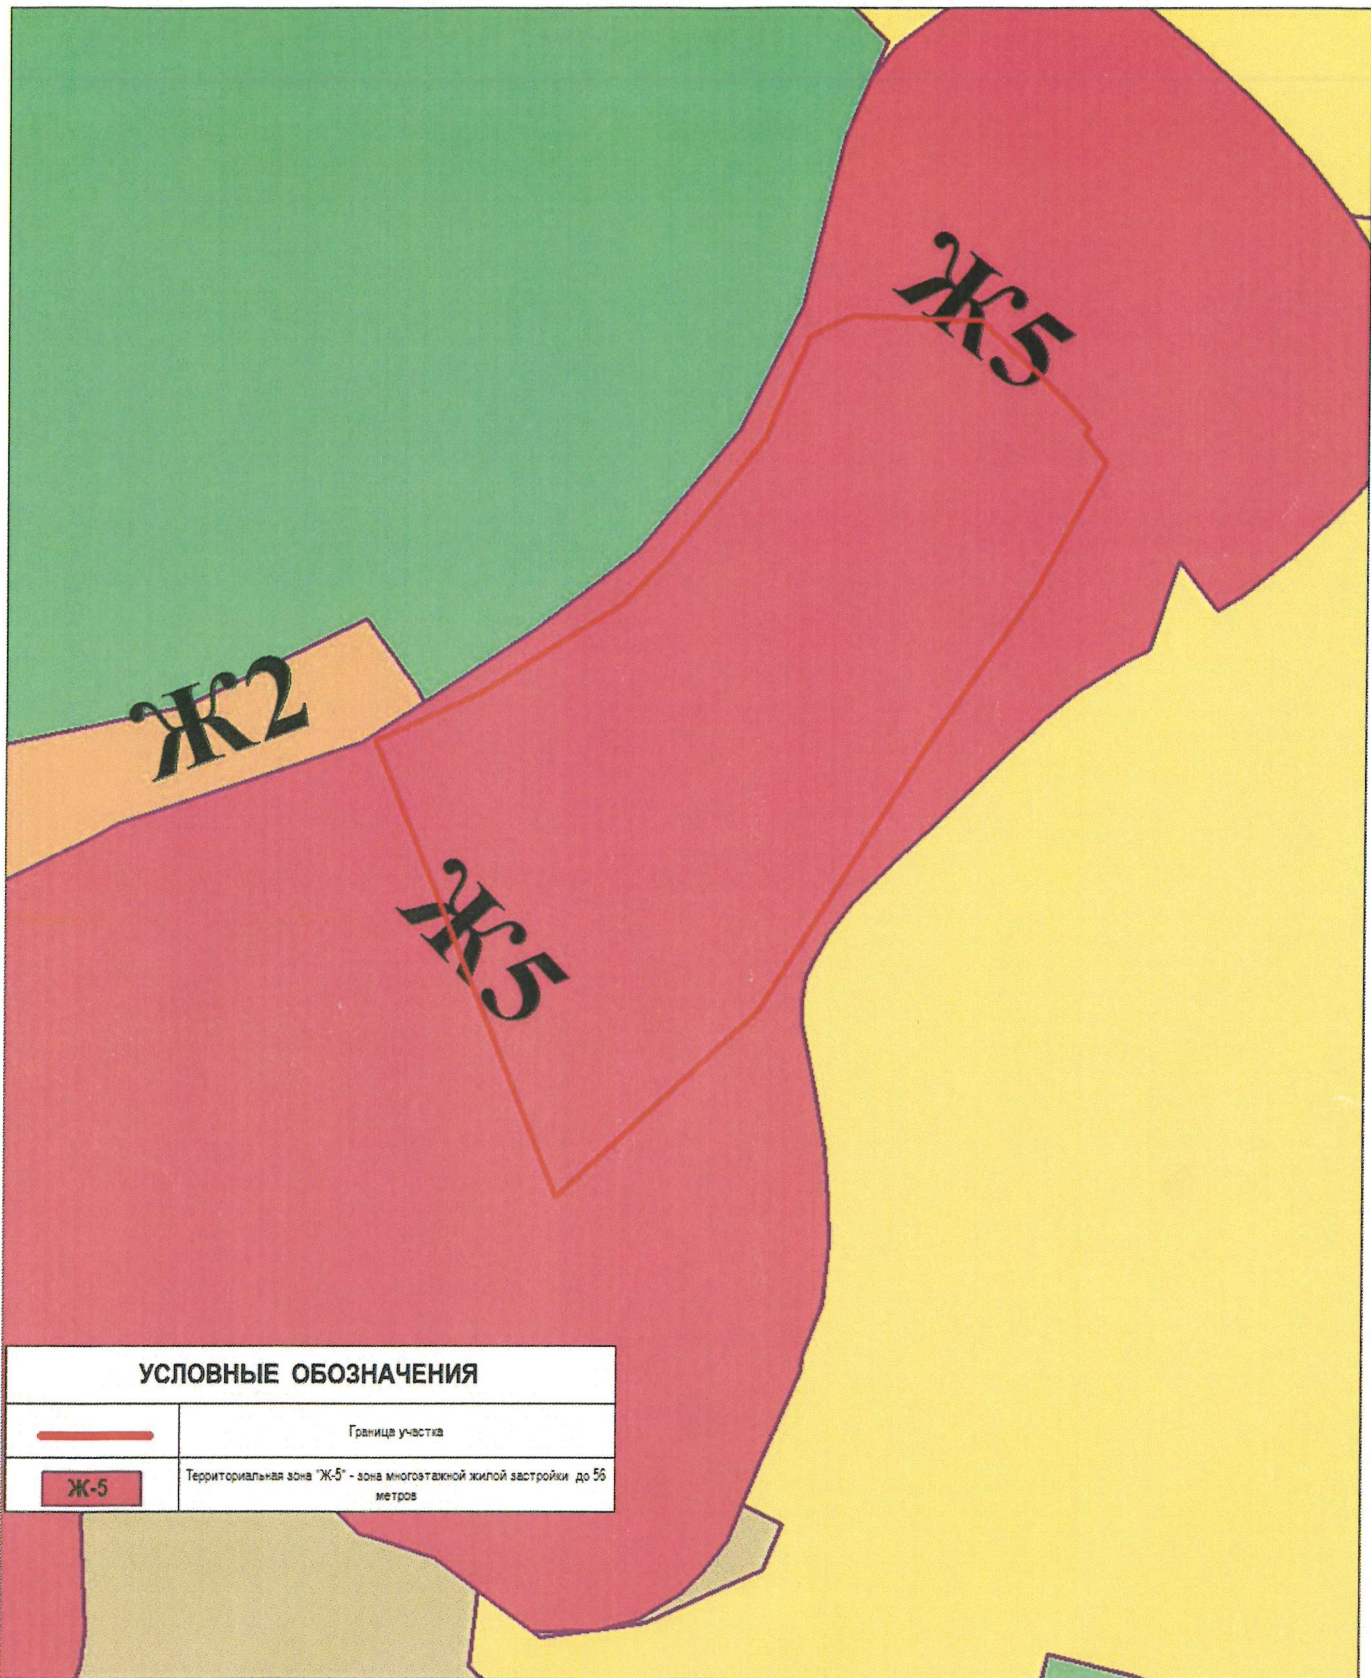 Ж5
Ж2
Ж5
УСЛОВНЫЕ ОБОЗНАЧЕНИЯ
Граница участка
Ж-5
Территориальная зона "Ж-5" - зона многоэтажной жилой застройки до 56
метров